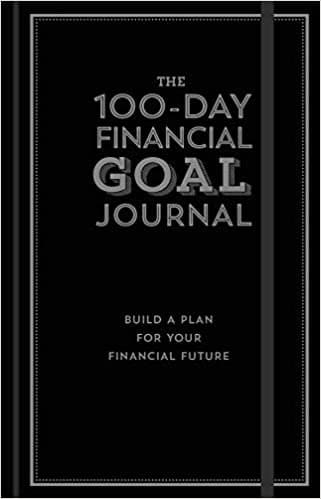 THE
100-DAY
FINANCIAL
GOAL
JOURNAL
BUILD A PLAN
FOR YOUR
FINANCIAL FUTURE